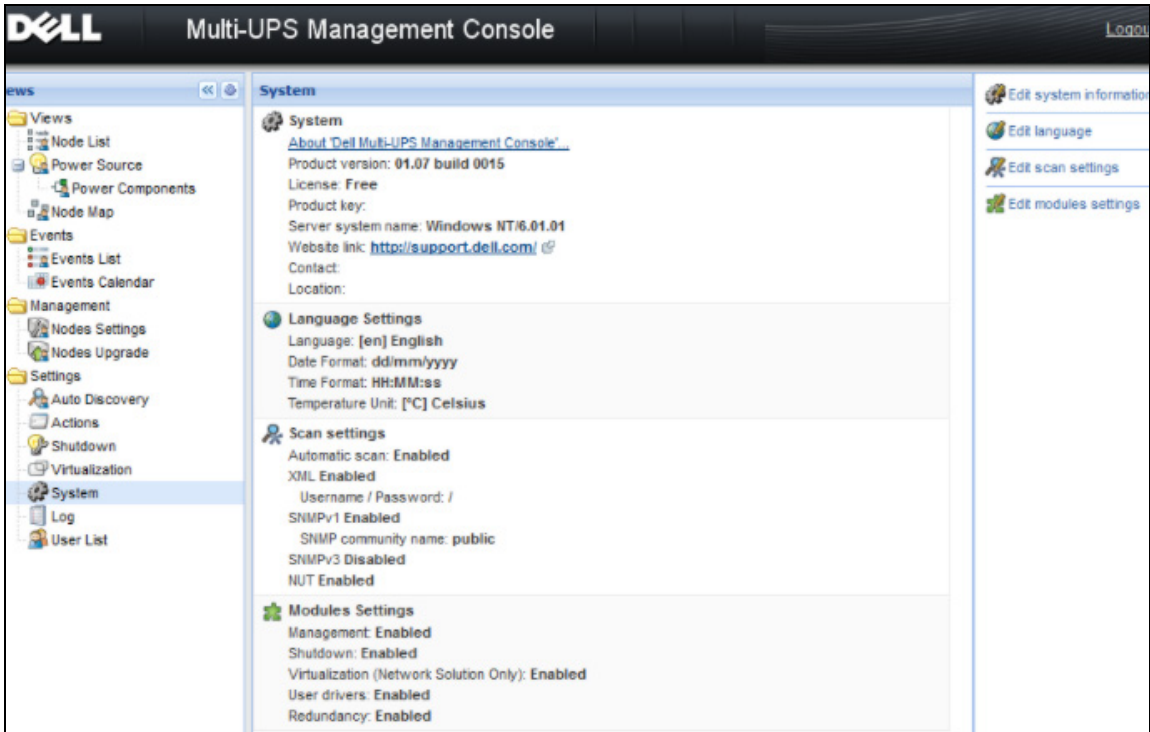 DELL Multi-UPS Management Console
Logou
ews
Views
Node List
Power Source
Power Components
Node Map
Events
Events List
Events Calendar
Management
Nodes Settings
Nodes Upgrade
Settings
Auto Discovery
Actions
Shutdown
Virtualization
System
Log
User List
System
System
About 'Dell Multi-UPS Management Console'...
Product version: 01.07 build 0015
License: Free
Product key:
Server system name: Windows NT/6.01.01
Website link: http://support.dell.com/
Contact:
Location:
Language Settings
Language: [en] English
Date Format: dd/mm/yyyy
Time Format: HH:MM:ss
Temperature Unit: [°C] Celsius
Scan settings
Automatic scan: Enabled
XML Enabled
Username / Password: /
SNMPv1 Enabled
SNMP community name: public
SNMPv3 Disabled
NUT Enabled
Modules Settings
Management: Enabled
Shutdown: Enabled
Virtualization (Network Solution Only): Enabled
User drivers: Enabled
Redundancy: Enabled
Edit system information
Edit language
Edit scan settings
Edit modules settings